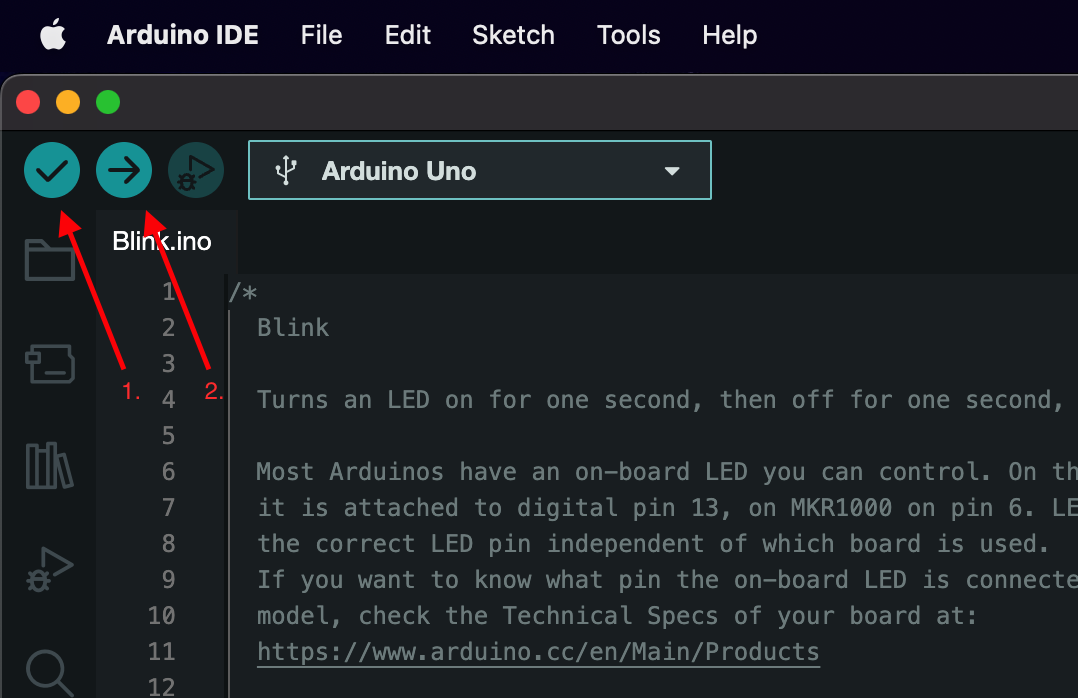 Arduino IDE File Edit Sketch Tools Help
Arduino Uno
Blink.ino
1 /*
2 Blink
3
1. 2. 4 Turns an LED on for one second, then off for one second,
5
6 Most Arduinos have an on-board LED you can control. On th
7 it is attached to digital pin 13, on MKR1000 on pin 6. LE
8 the correct LED pin independent of which board is used.
9 If you want to know what pin the on-board LED is connecte
10 model, check the Technical Specs of your board at:
11 https://www.arduino.cc/en/Main/Products
12